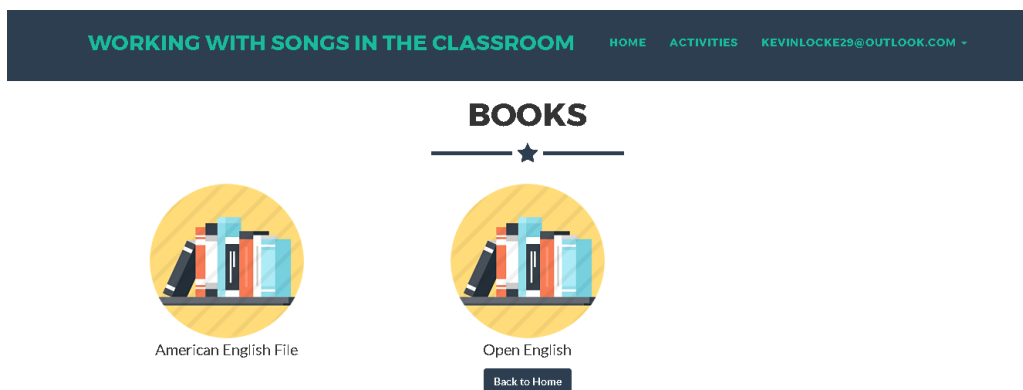 WORKING WITH SONGS IN THE CLASSROOM HOME ACTIVITIES KEVINLOCKE29@OUTLOOK.COM
BOOKS
American English File Open English
Back to Home